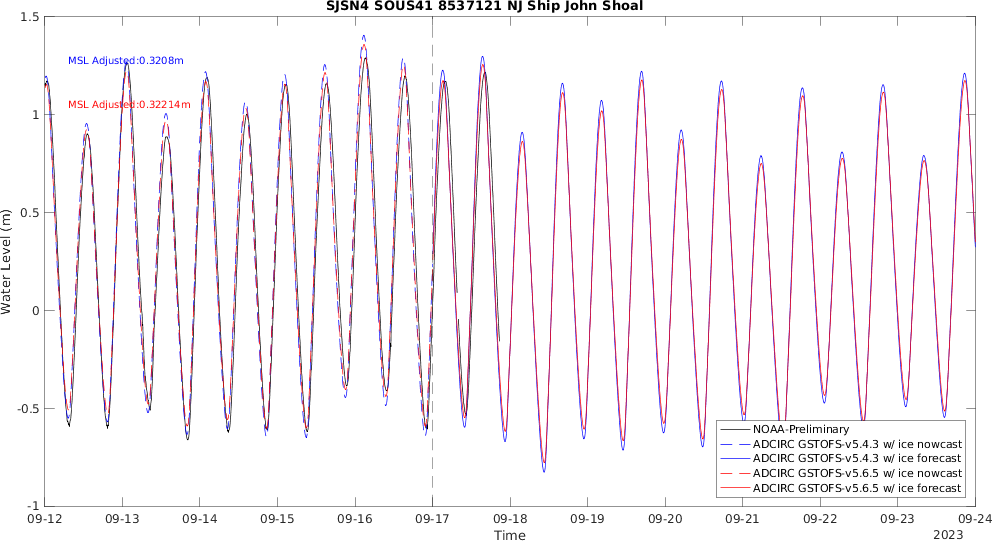 SJSN4 SOUS41 8537121 NJ Ship John Shoal
MSL Adjusted:0.3208m
MSL Adjusted:0.32214m
Water Level (m)
1.5
1
0.5
0
-0.5
-1
09-12 09-13 09-14 09-15 09-16 09-17 09-18 09-19 09-20 09-21 09-22 09-23 09-24
Time
2023
NOAA-Preliminary
ADCIRC GSTOFS-v5.4.3 w/ ice nowcast
ADCIRC GSTOFS-v5.4.3 w/ ice forecast
ADCIRC GSTOFS-v5.6.5 w/ ice nowcast
ADCIRC GSTOFS-v5.6.5 w/ ice forecast